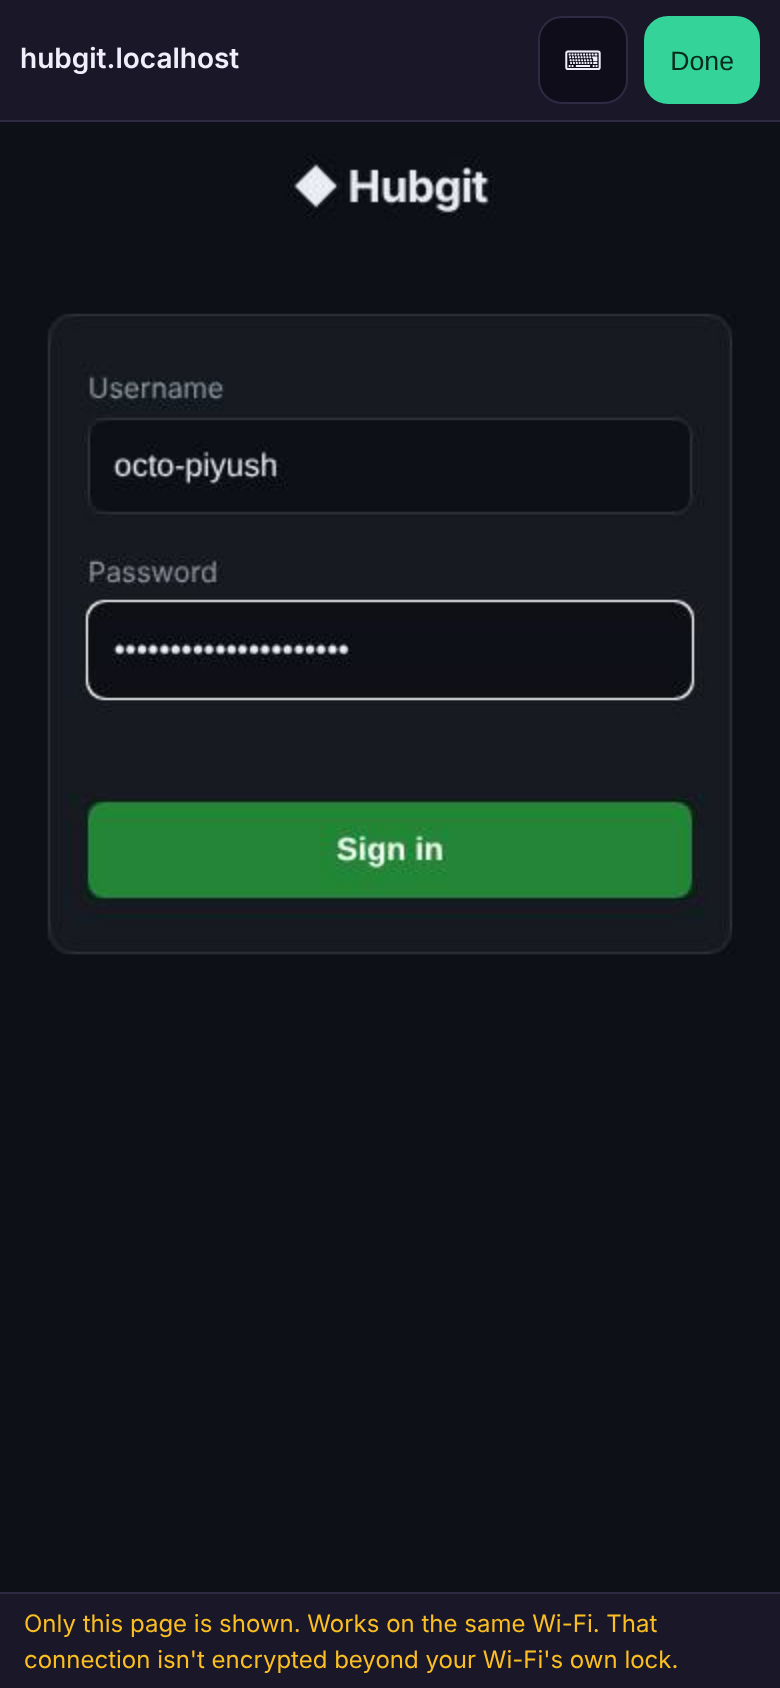 hubgit.localhost
Done
Hubgit
Username
octo-piyush
Password
•••••••••••••••••••••
Sign in
Only this page is shown. Works on the same Wi-Fi. That
connection isn't encrypted beyond your Wi-Fi's own lock.